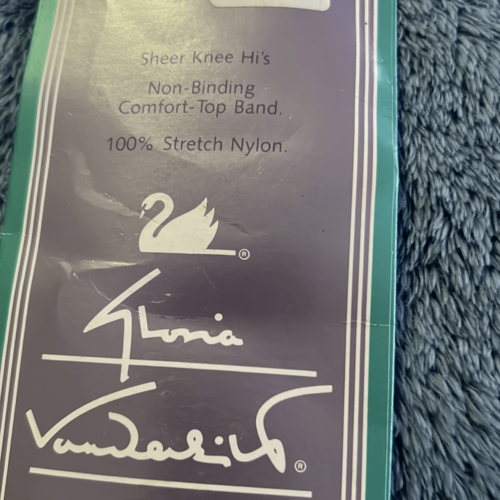 Sheer Knee Hi's
Non-Binding
Comfort-Top Band.
100% Stretch Nylon.
®
Gloria
Vanderbilt ®